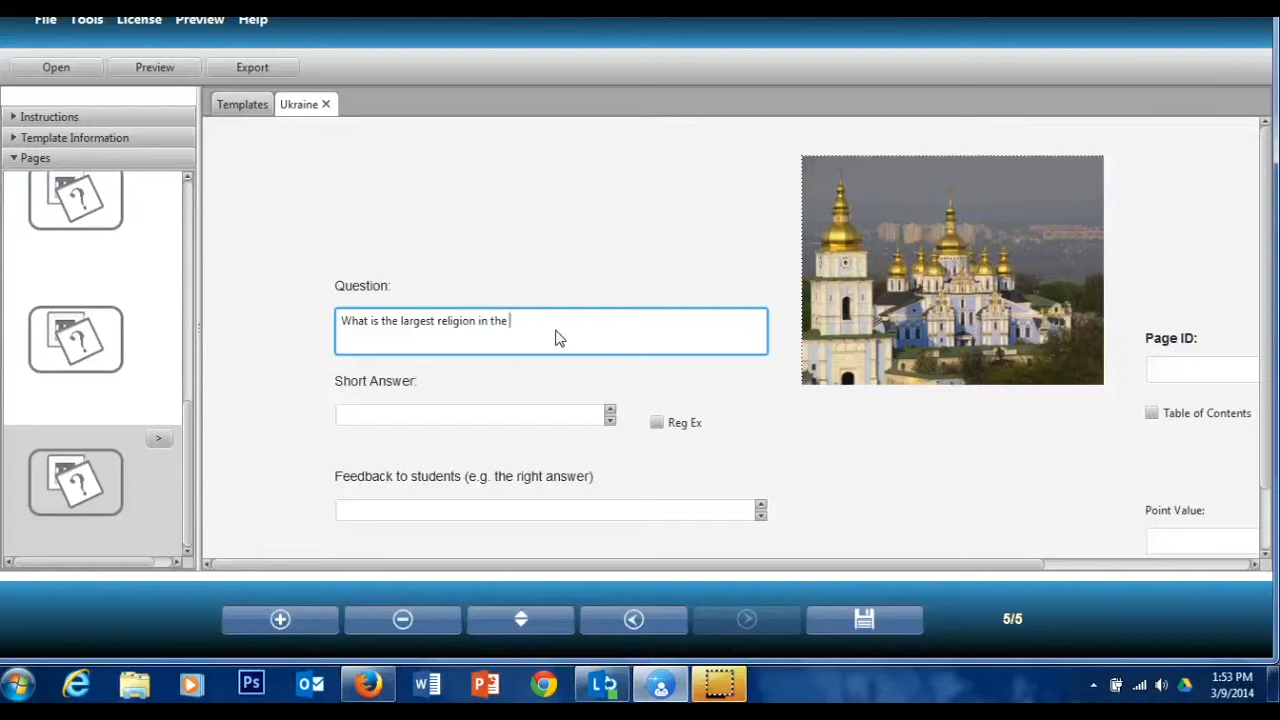 File Tools License Preview Help
Open Preview Export
Templates Ukraine
Instructions
Template Information
Pages
Question:
What is the largest religion in the
Page ID:
Short Answer:
Table of Contents
Reg Ex
Feedback to students (e.g. the right answer)
Point Value:
>
5/5
Ps
1:53 PM
3/9/2014